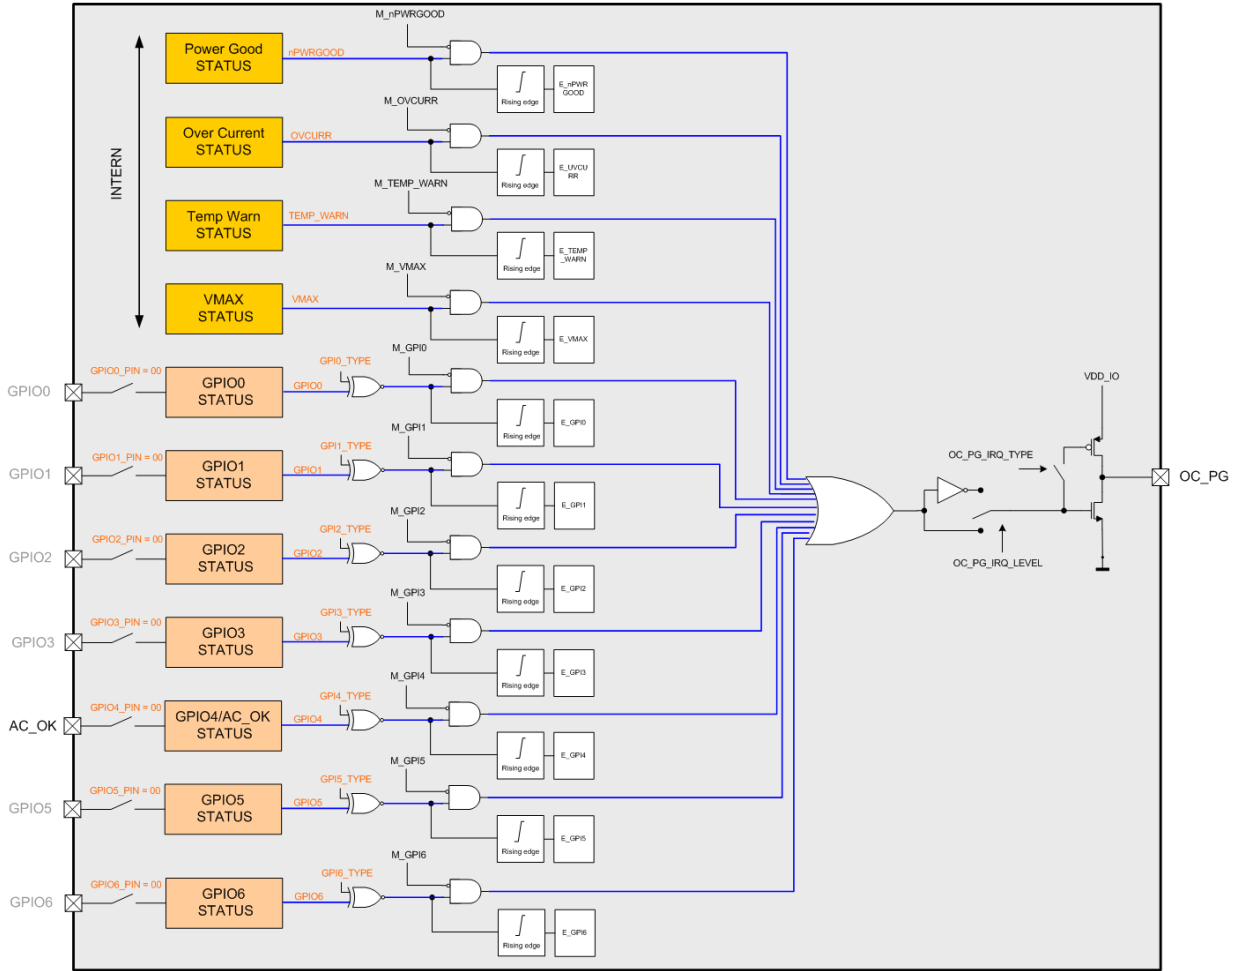 M_nPWRGOOD
Power Good
STATUS
nPWRGOOD
Rising edge
E_nPWR
GOOD
M_OVCURR
Over Current
STATUS
OVCURR
Rising edge
E_UVCU
RR
INTERN
M_TEMP_WARN
Temp Warn
STATUS
TEMP_WARN
Rising edge
E_TEMP
_WARN
M_VMAX
VMAX
STATUS
VMAX
Rising edge
E_VMAX
GPIO0
GPIO0_PIN = 00
GPIO0
STATUS
GPIO0
GPI0_TYPE
M_GPI0
Rising edge
E_GPI0
GPIO1
GPIO1_PIN = 00
GPIO1
STATUS
GPIO1
GPI1_TYPE
M_GPI1
Rising edge
E_GPI1
GPIO2
GPIO2_PIN = 00
GPIO2
STATUS
GPIO2
GPI2_TYPE
M_GPI2
Rising edge
E_GPI2
GPIO3
GPIO3_PIN = 00
GPIO3
STATUS
GPIO3
GPI3_TYPE
M_GPI3
Rising edge
E_GPI3
AC_OK
GPIO4_PIN = 00
GPIO4/AC_OK
STATUS
GPIO4
GPI4_TYPE
M_GPI4
Rising edge
E_GPI4
GPIO5
GPIO5_PIN = 00
GPIO5
STATUS
GPIO5
GPI5_TYPE
M_GPI5
Rising edge
E_GPI5
GPIO6
GPIO6_PIN = 00
GPIO6
STATUS
GPIO6
GPI6_TYPE
M_GPI6
Rising edge
E_GPI6
VDD_IO
OC_PG_IRQ_TYPE
OC_PG
OC_PG_IRQ_LEVEL